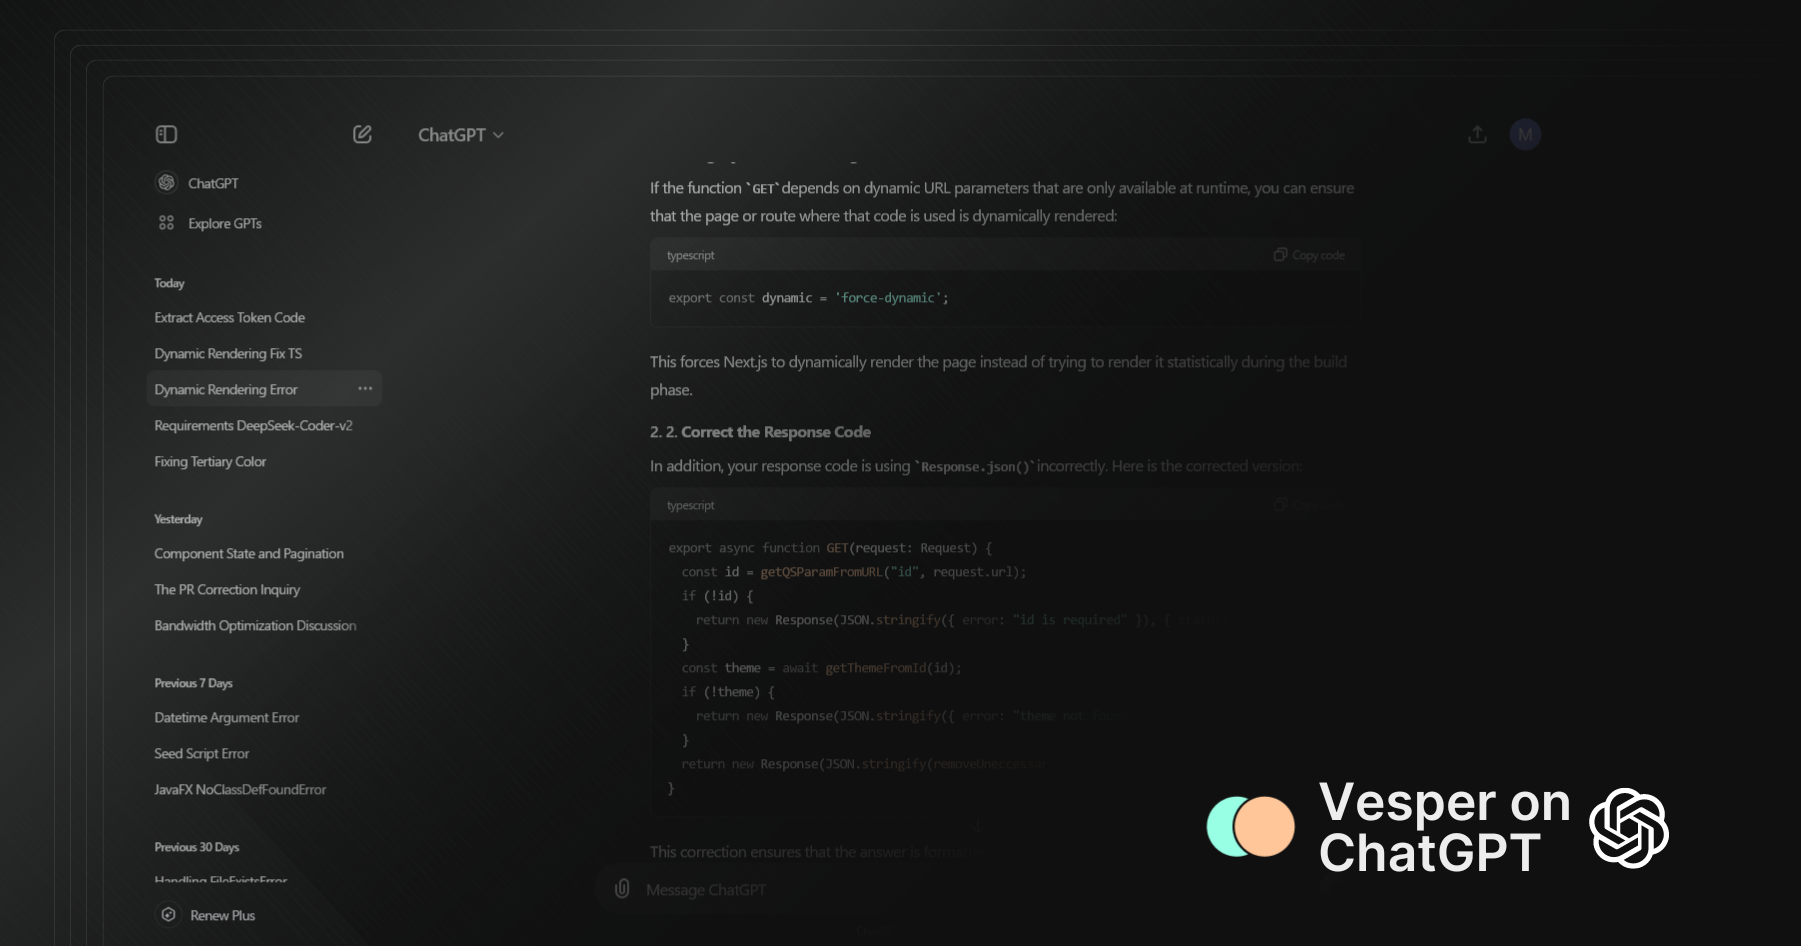 ChatGPT
M
ChatGPT
Explore GPTs
Today
Extract Access Token Code
Dynamic Rendering Fix TS
Dynamic Rendering Error
Requirements DeepSeek-Coder-v2
Fixing Tertiary Color
Yesterday
Component State and Pagination
The PR Correction Inquiry
Bandwidth Optimization Discussion
Previous 7 Days
Datetime Argument Error
Seed Script Error
JavaFX NoClassDefFoundError
Previous 30 Days
Handling FileExistsError
Renew Plus
If the function `GET` depends on dynamic URL parameters that are only available at runtime, you can ensure
that the page or route where that code is used is dynamically rendered:
typescript
Copy code
export const dynamic = 'force-dynamic';
This forces Next.js to dynamically render the page instead of trying to render it statistically during the build
phase.
2. 2. Correct the Response Code
In addition, your response code is using `Response.json()` incorrectly. Here is the corrected version:
typescript
Copy
export async function GET(request: Request) {
const id = getQSParamFromURL("id", request.url);
if (!id) {
return new Response(JSON.stringify({ error: "id is required" }), {
}
const theme = await getThemeFromId(id);
if (!theme) {
return new Response(JSON.stringify({ error: "theme not
}
return new Response(JSON.stringify(
}
This correction ensures that the answer is
Message ChatGPT
Vesper on
ChatGPT